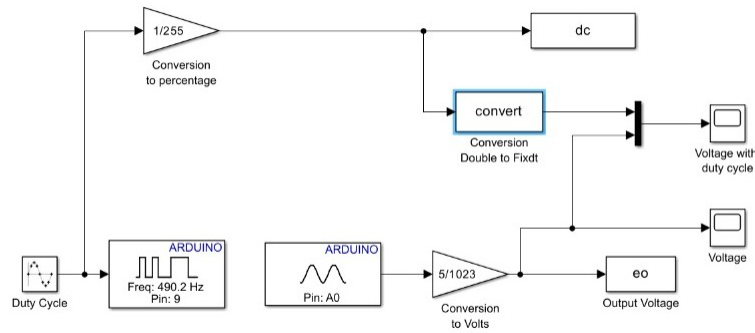 1/255
Conversion
to percentage
dc
convert
Conversion
Double to Fixdt
Voltage with
duty cycle
Duty Cycle
ARDUINO
Freq: 490.2 Hz
Pin: 9
ARDUINO
Pin: A0
5/1023
Conversion
to Volts
eo
Output Voltage
Voltage